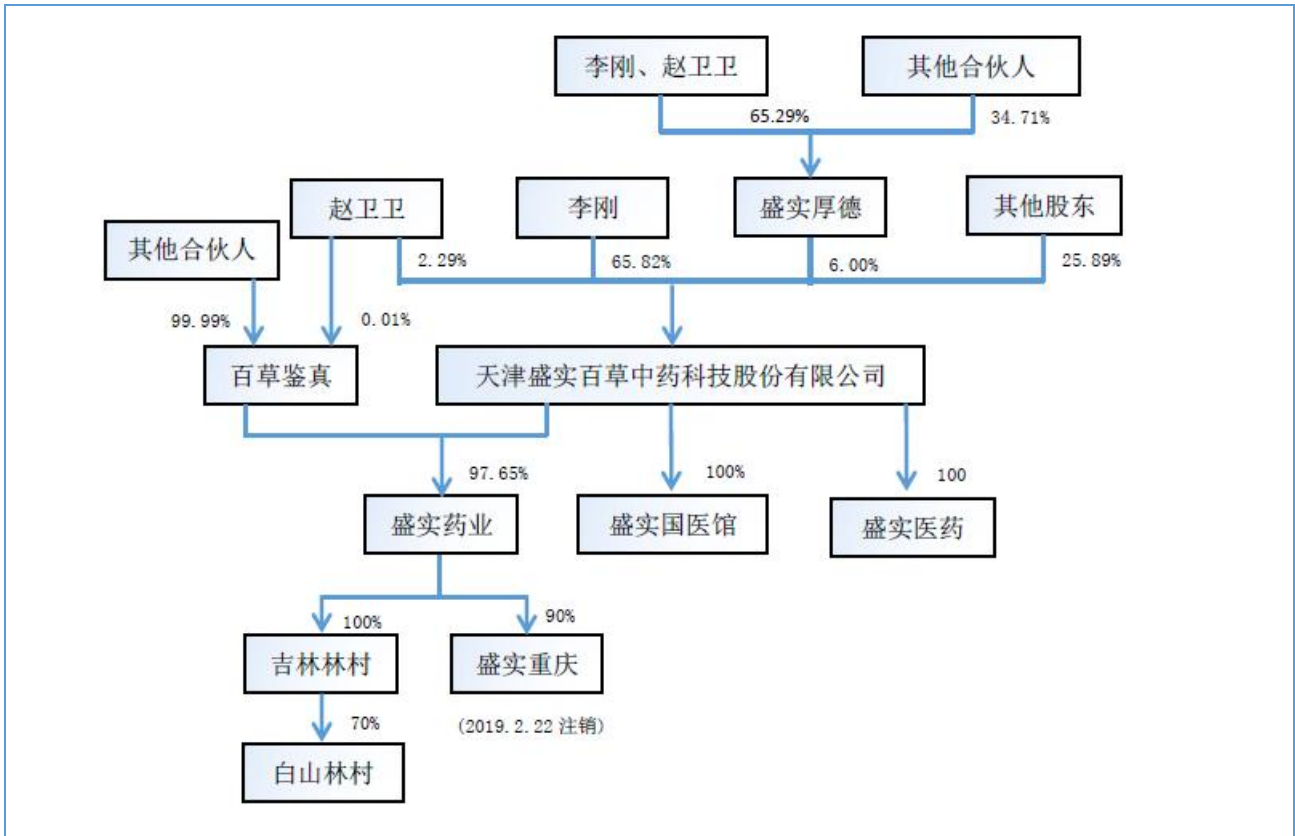 李刚、赵卫卫
其他合伙人
65.29%
34.71%
赵卫卫
李刚
盛实厚德
其他股东
其他合伙人
2.29%
65.82%
6.00%
25.89%
99.99%
0.01%
百草鉴真
天津盛实百草中药科技股份有限公司
97.65%
100%
100
盛实药业
盛实国医馆
盛实医药
100%
90%
吉林林村
盛实重庆
70%
(2019.2.22 注销)
白山林村